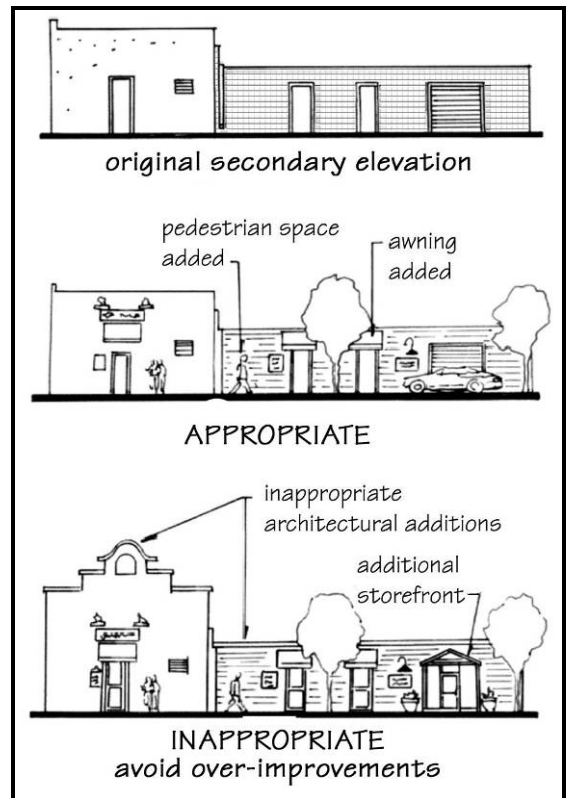 original secondary elevation
pedestrian space
added
awning
added
APPROPRIATE
inappropriate
architectural additions
additional
storefront
INAPPROPRIATE
avoid over-improvements